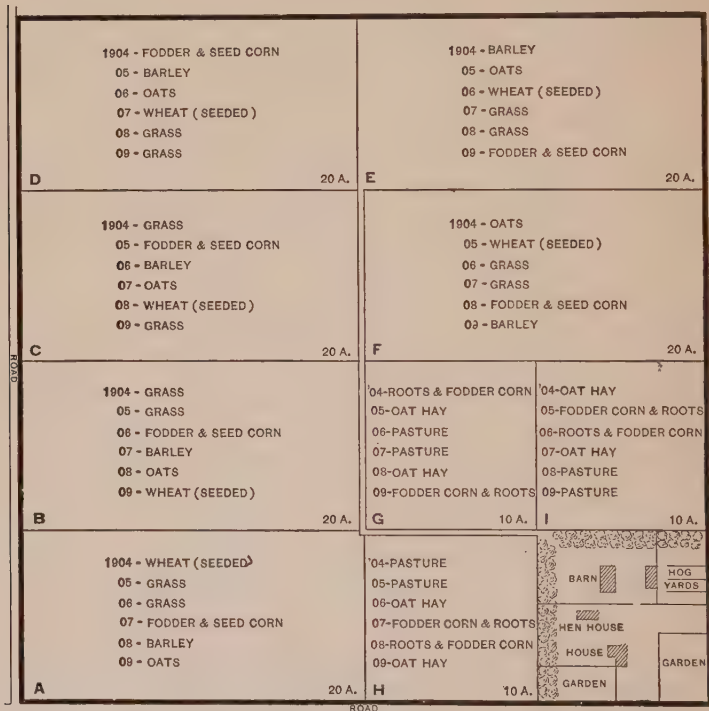 1904 - FODDER & SEED CORN
05 - BARLEY
06 - OATS
07 - WHEAT (SEEDED)
08 - GRASS
09 - GRASS
D
20 A.
1904 - BARLEY
05 - OATS
06 - WHEAT (SEEDED)
07 - GRASS
08 - GRASS
09 - FODDER & SEED CORN
E
20 A.
1904 - GRASS
05 - FODDER & SEED CORN
06 - BARLEY
07 - OATS
08 - WHEAT (SEEDED)
09 - GRASS
C
20 A.
1904 - OATS
05 - WHEAT (SEEDED)
06 - GRASS
07 - GRASS
08 - FODDER & SEED CORN
09 - BARLEY
F
20 A.
ROAD
1904 - GRASS
05 - GRASS
06 - FODDER & SEED CORN
07 - BARLEY
08 - OATS
09 - WHEAT (SEEDED)
B
20 A.
'04-ROOTS & FODDER CORN
05-OAT HAY
06-PASTURE
07-PASTURE
08-OAT HAY
09-FODDER CORN & ROOTS
G
10 A.
'04-OAT HAY
05-FODDER CORN & ROOTS
06-ROOTS & FODDER CORN
07-OAT HAY
08-PASTURE
09-PASTURE
I
10 A.
1904 - WHEAT (SEEDED)
05 - GRASS
06 - GRASS
07 - FODDER & SEED CORN
08 - BARLEY
09 - OATS
A
20 A.
'04-PASTURE
05-PASTURE
06-OAT HAY
07-FODDER CORN & ROOTS
08-ROOTS & FODDER CORN
09-OAT HAY
H
10 A.
BARN
HOG
YARDS
HEN HOUSE
HOUSE
GARDEN
GARDEN
ROAD